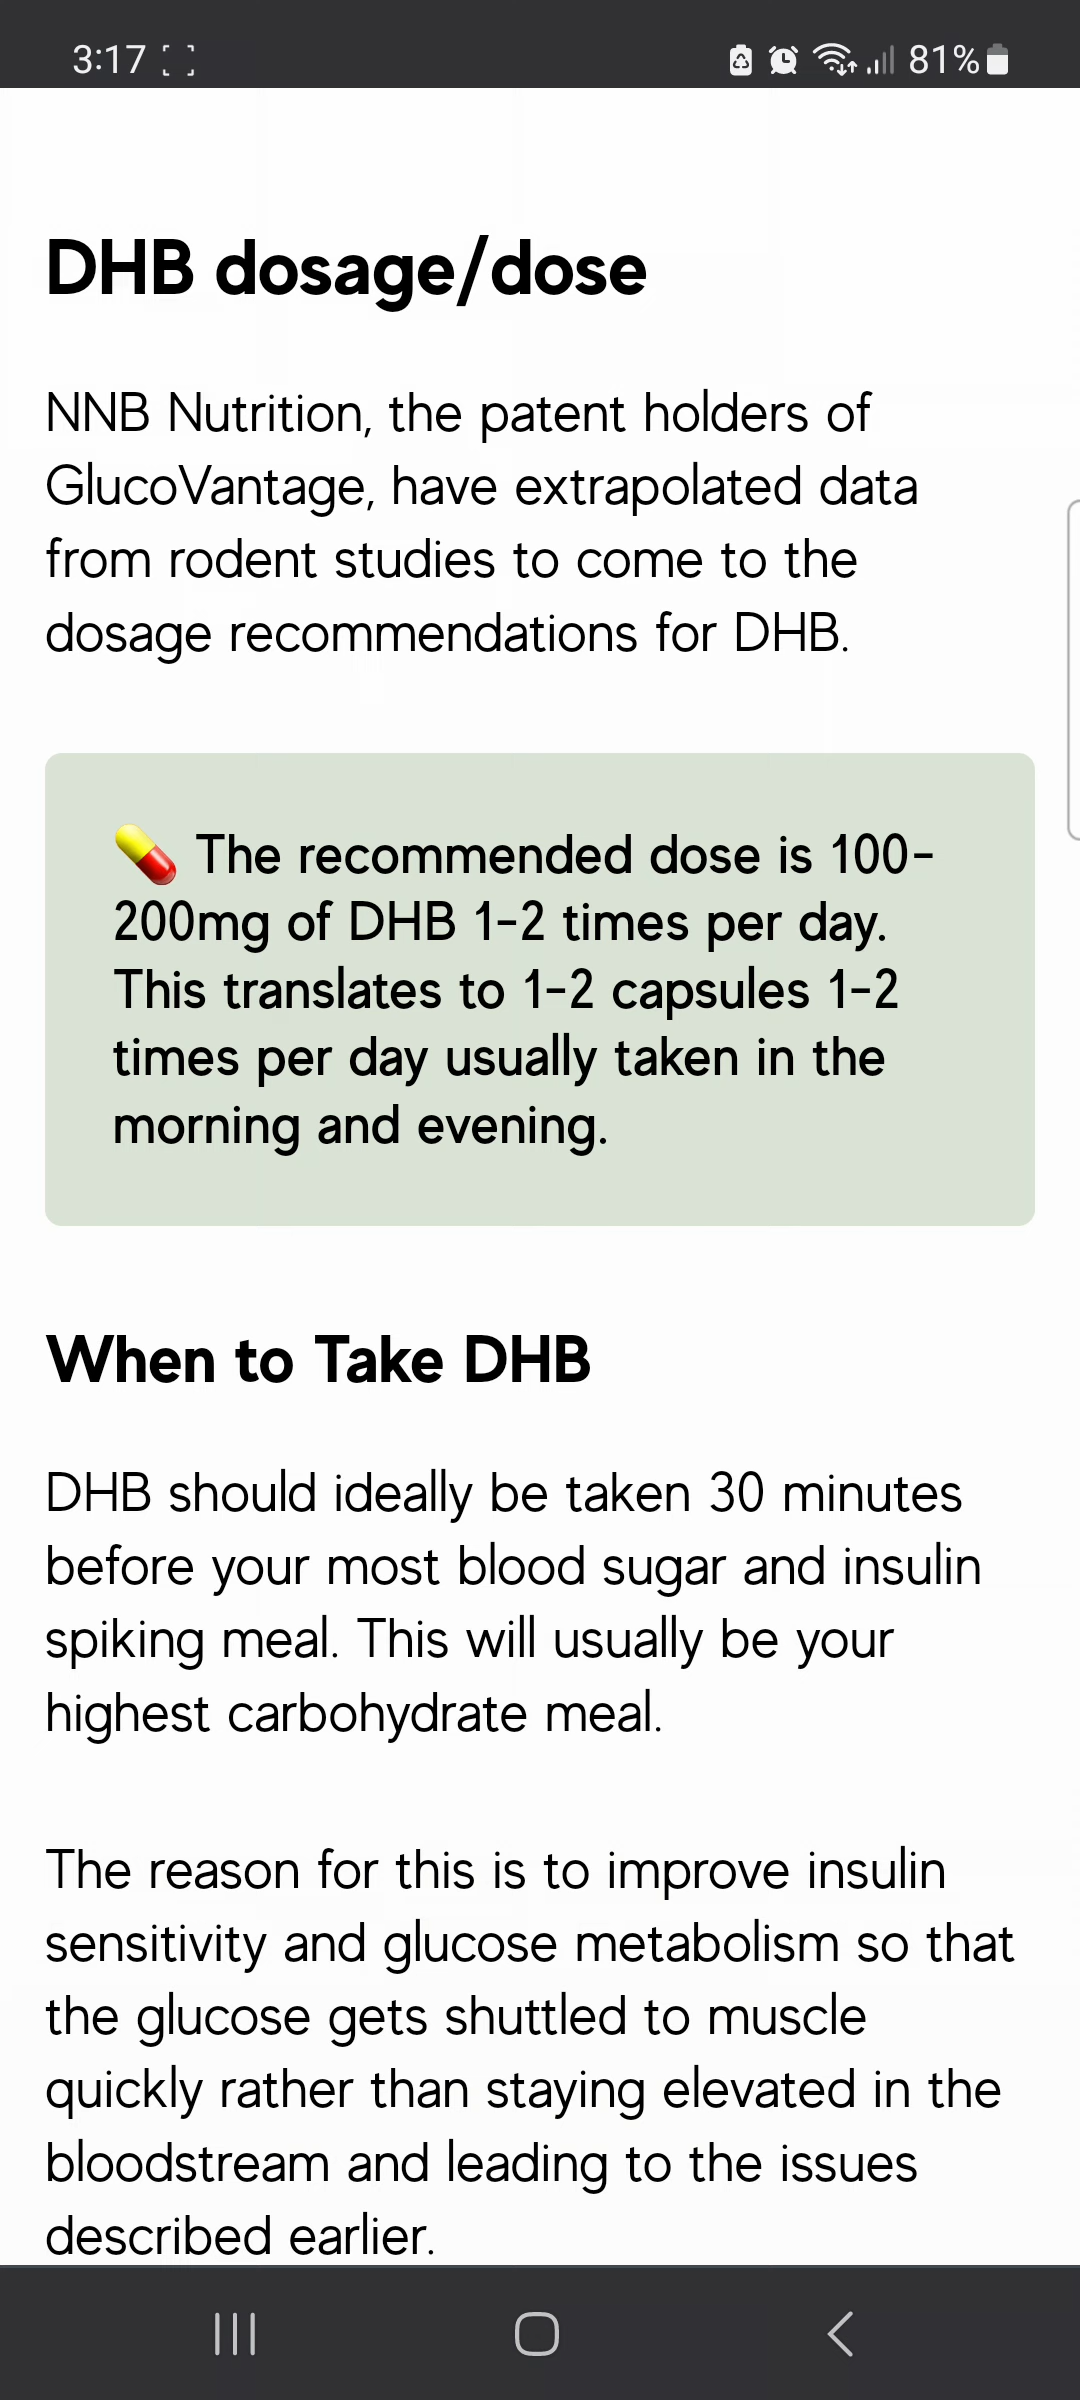 3:17
81%
DHB dosage/dose
NNB Nutrition, the patent holders of
GlucoVantage, have extrapolated data
from rodent studies to come to the
dosage recommendations for DHB.
💊 The recommended dose is 100-
200mg of DHB 1-2 times per day.
This translates to 1-2 capsules 1-2
times per day usually taken in the
morning and evening.
When to Take DHB
DHB should ideally be taken 30 minutes
before your most blood sugar and insulin
spiking meal. This will usually be your
highest carbohydrate meal.
The reason for this is to improve insulin
sensitivity and glucose metabolism so that
the glucose gets shuttled to muscle
quickly rather than staying elevated in the
bloodstream and leading to the issues
described earlier.